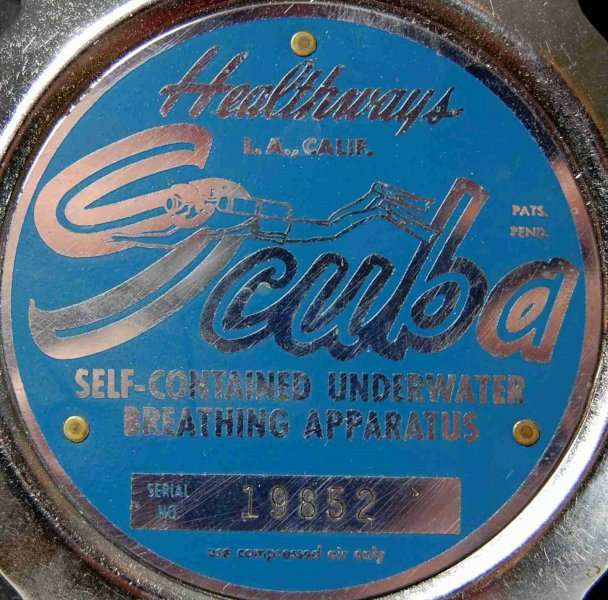 Healthways
L.A., CALIF.
PATS.
PEND.
Scuba
SELF-CONTAINED UNDERWATER
BREATHING APPARATUS
SERIAL
NO.
19852
use compressed air only